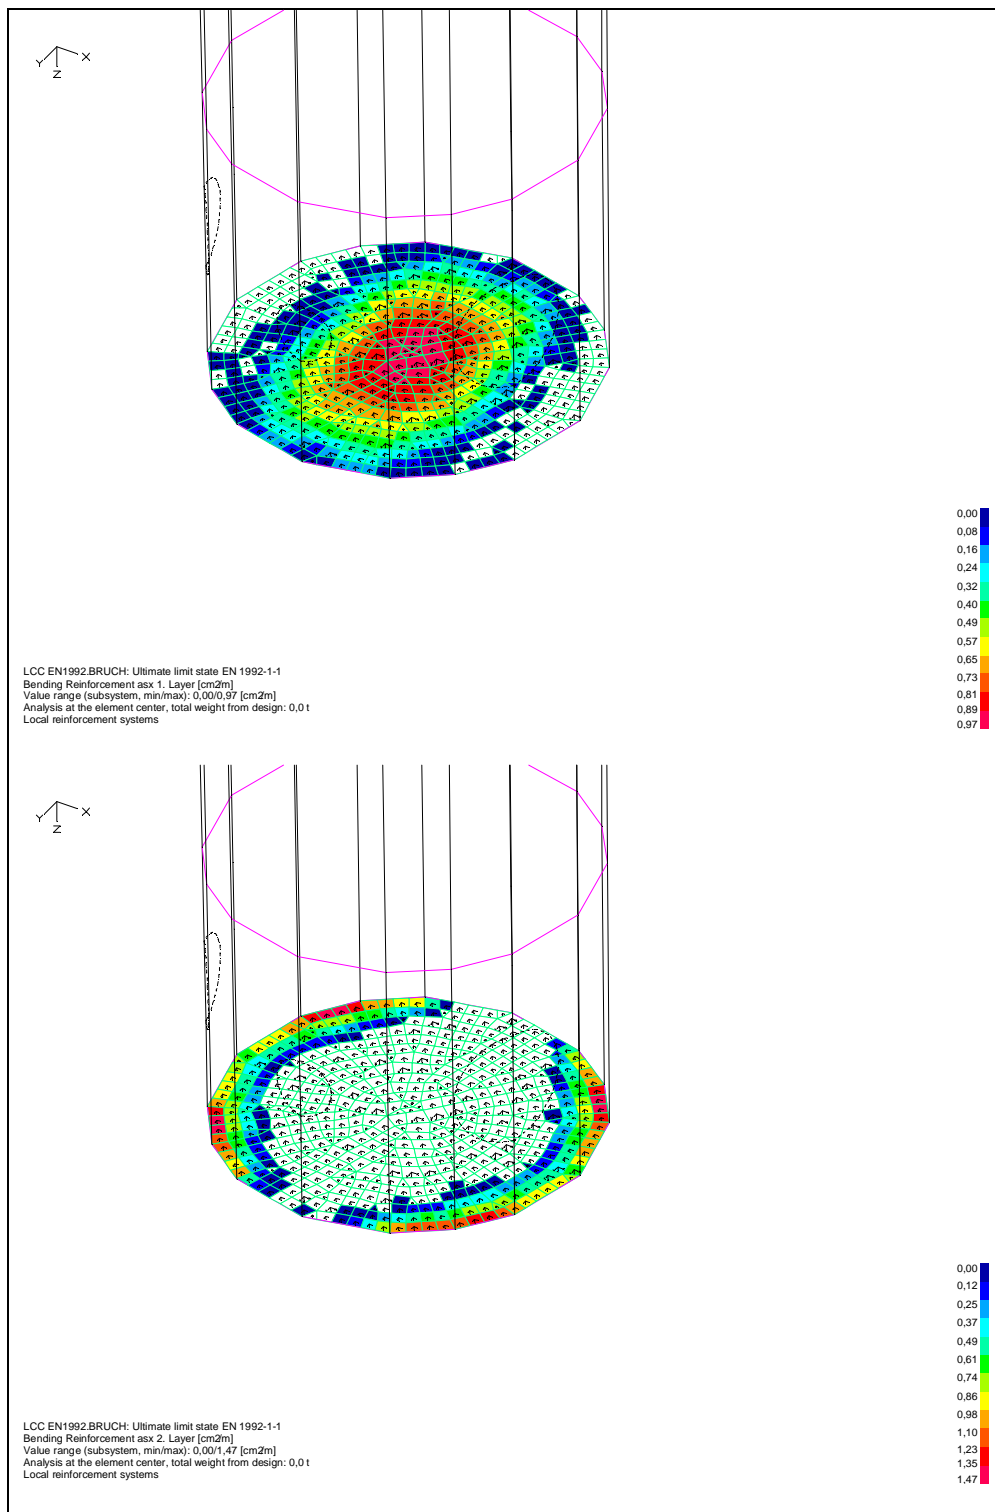 Y X
Z
0,00
0,08
0,16
0,24
0,32
0,40
0,49
0,57
0,65
0,73
0,81
0,89
0,97
LCC EN1992.BRUCH: Ultimate limit state EN 1992-1-1
Bending Reinforcement asx 1. Layer [cm2/m]
Value range (subsystem, min/max): 0,00/0,97 [cm2/m]
Analysis at the element center, total weight from design: 0,0 t
Local reinforcement systems
Y X
Z
0,00
0,12
0,25
0,37
0,49
0,61
0,74
0,86
0,98
1,10
1,23
1,35
1,47
LCC EN1992.BRUCH: Ultimate limit state EN 1992-1-1
Bending Reinforcement asx 2. Layer [cm2/m]
Value range (subsystem, min/max): 0,00/1,47 [cm2/m]
Analysis at the element center, total weight from design: 0,0 t
Local reinforcement systems